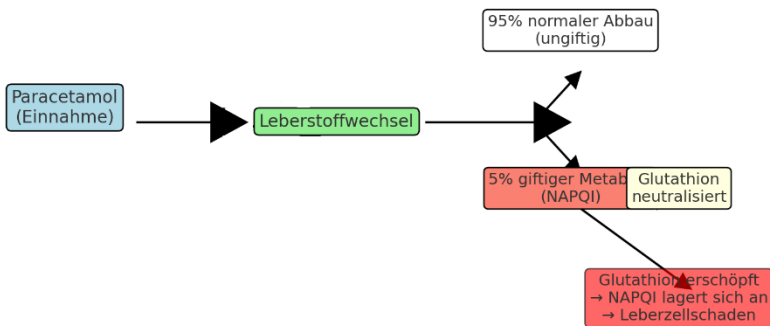 95% normaler Abbau
(ungiftig)
Paracetamol
(Einnahme)
Leberstoffwechsel
5% giftiger Metab
(NAPQI)
Glutathion
neutralisiert
Glutathion erschöpft
→ NAPQI lagert sich an
→ Leberzellschaden